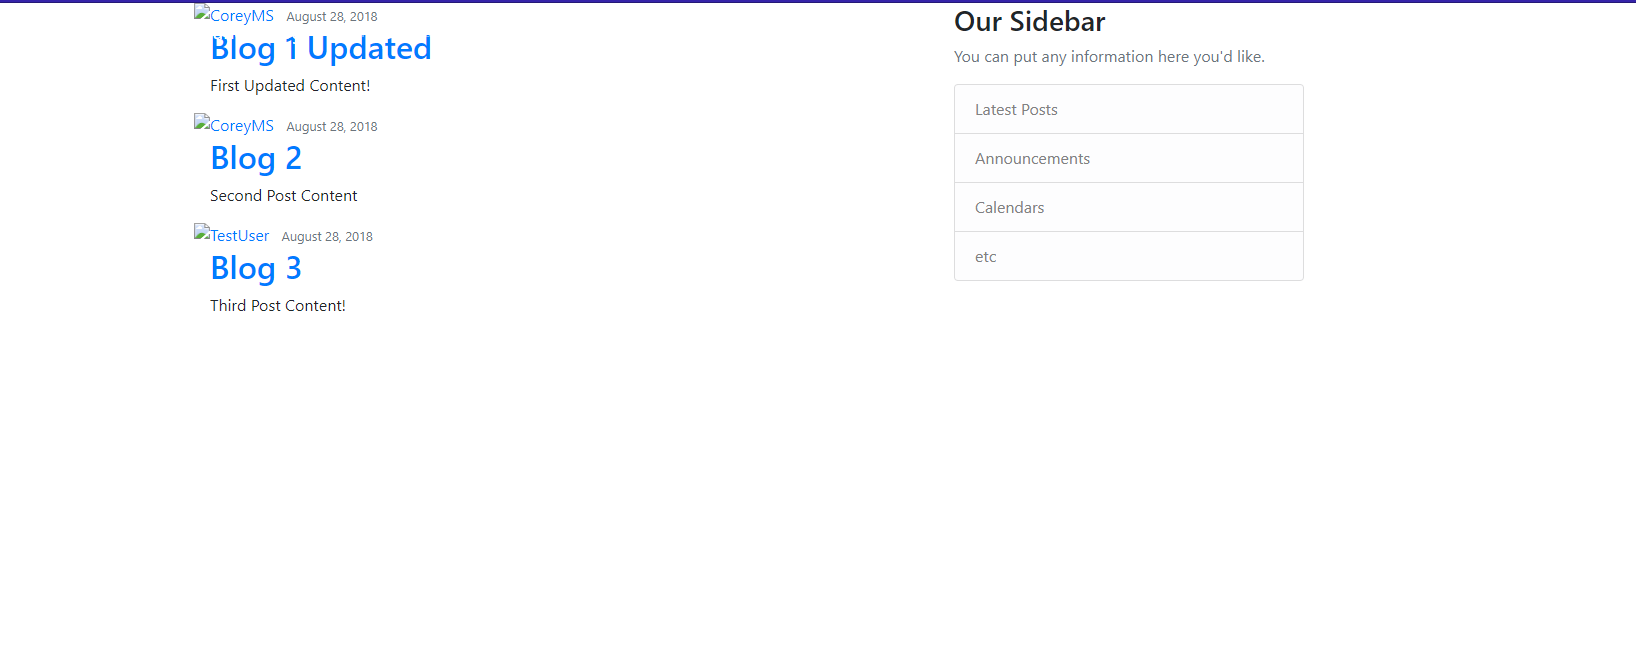 CoreyMS August 28, 2018
Blog 1 Updated
First Updated Content!
CoreyMS August 28, 2018
Blog 2
Second Post Content
TestUser August 28, 2018
Blog 3
Third Post Content!
Our Sidebar
You can put any information here you'd like.
Latest Posts
Announcements
Calendars
etc